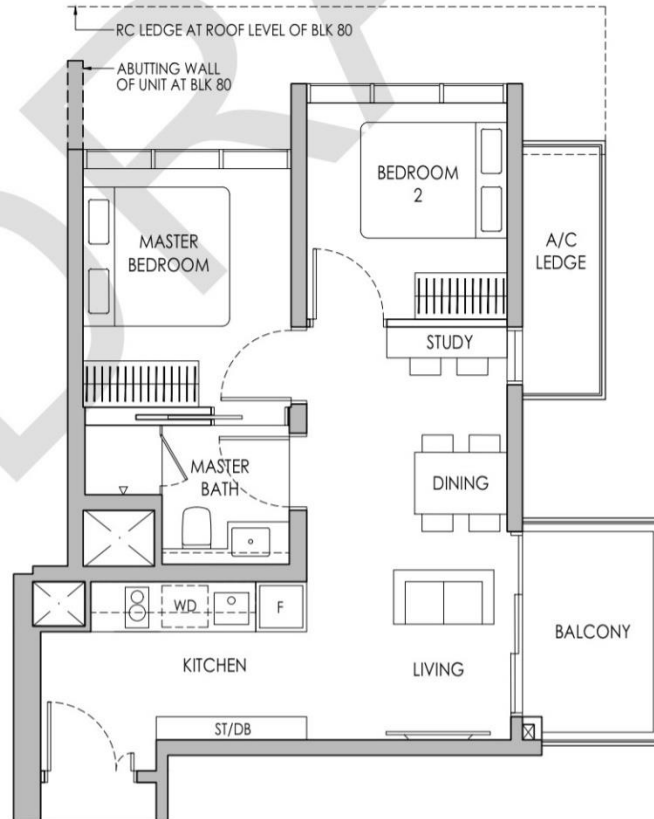 RC LEDGE AT ROOF LEVEL OF BLK 80
ABUTTING WALL
OF UNIT AT BLK 80
BEDROOM
2
MASTER
BEDROOM
A/C
LEDGE
STUDY
MASTER
BATH
DINING
WD
F
BALCONY
KITCHEN
LIVING
ST/DB
DRA